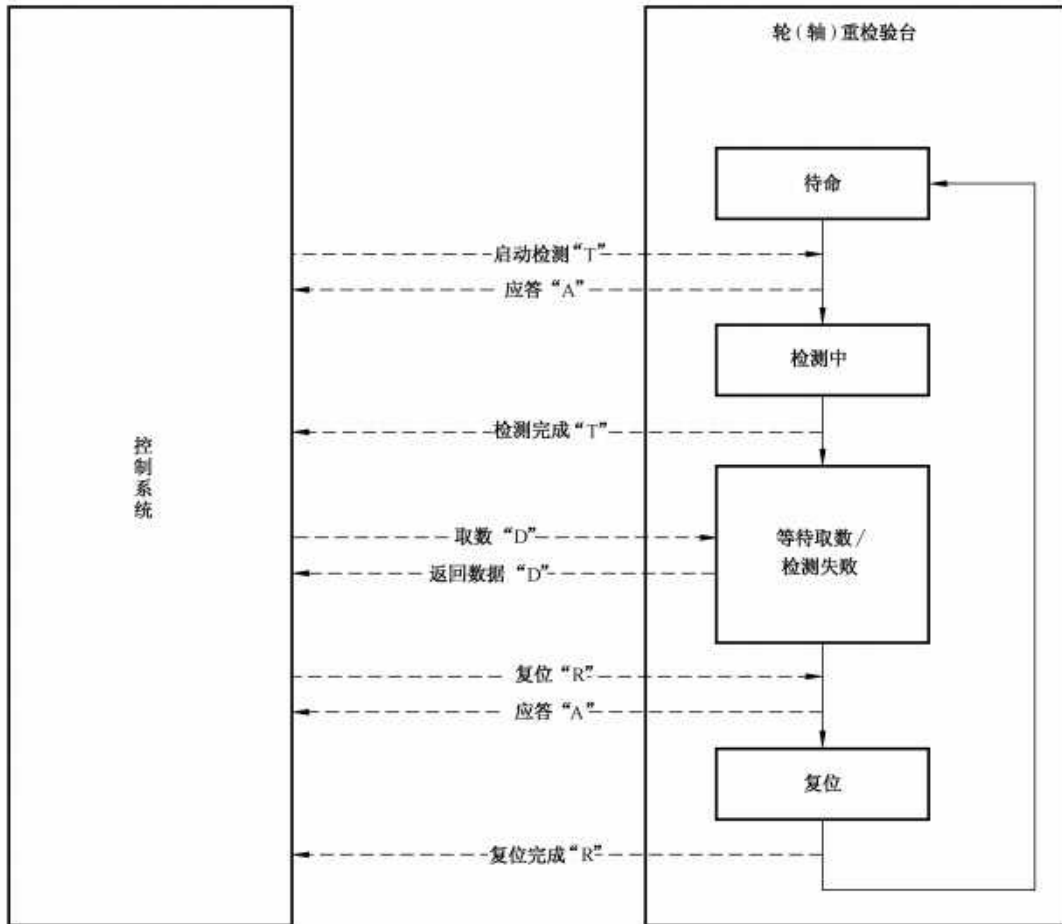 轮(轴)重检验台
待命
启动检测“T”
应答“A”
检测中
检测完成“T”
控制系统
取数“D”
等待取数/
检测失败
返回数据“D”
复位“R”
应答“A”
复位
复位完成“R”